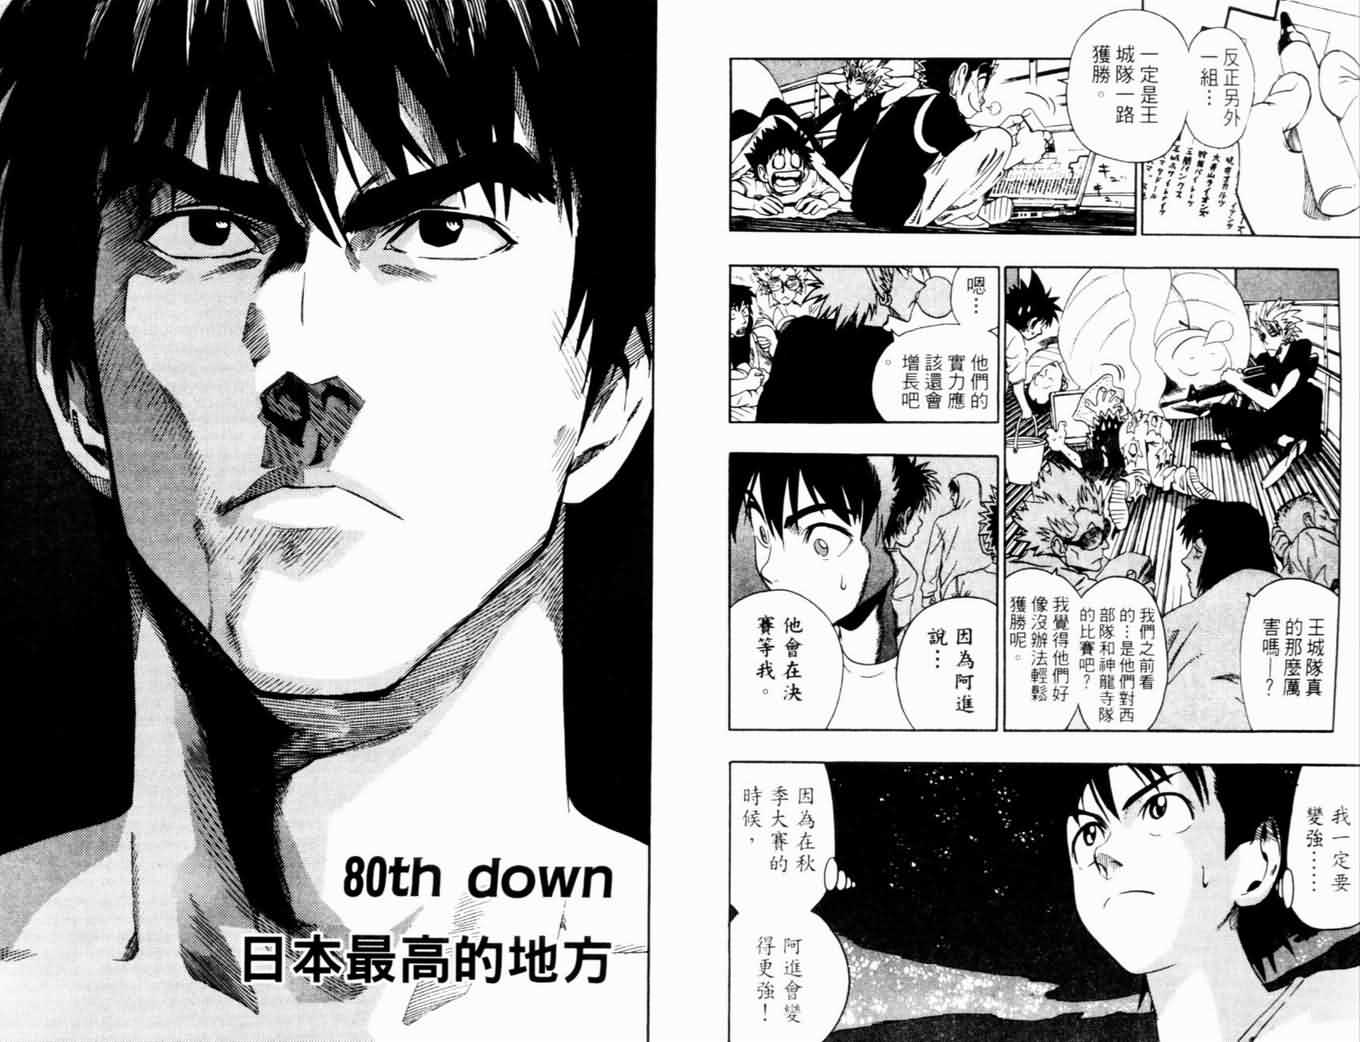 反正另外
一組…
一定是王
城隊一路
獲勝。
王城隊真
的那麼厲
害嗎—?
我們之前看
的…是他們對西
部隊和神龍寺隊
的比賽吧?
我覺得他們好
像沒辦法輕鬆
獲勝呢。
嗯…
他們的
實力應
該還會
增長吧
。
因為阿進
說…
他會在決
賽等我。
我一定要
變強……
因為在秋
季大賽的
時候，
阿進會變
得更強！
80th down
日本最高的地方